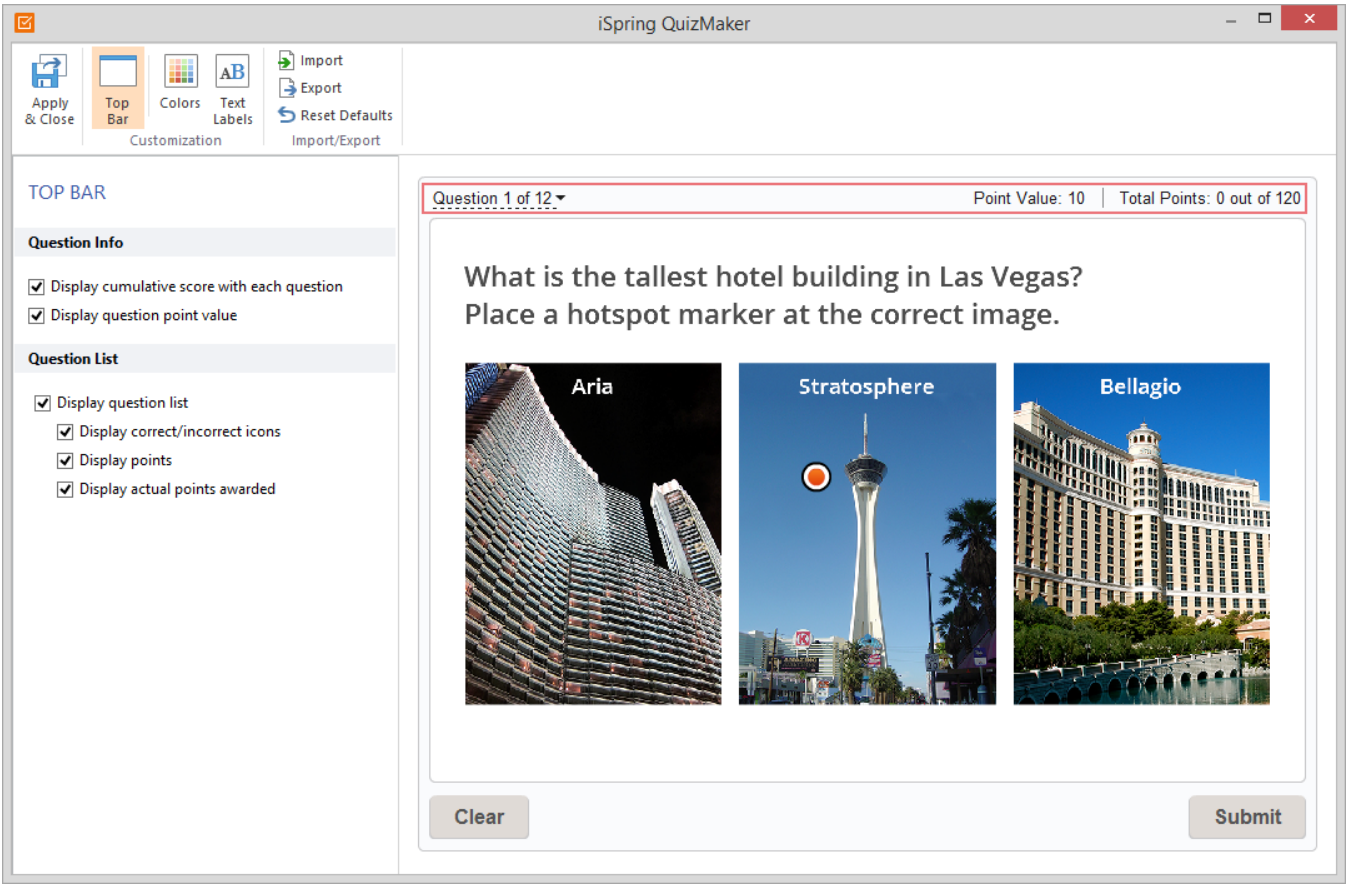 iSpring QuizMaker
Apply
& Close
Top
Bar
Colors
Text
Labels
AB
Import
Export
Reset Defaults
Customization
Import/Export
TOP BAR
Question Info
Display cumulative score with each question
Display question point value
Question List
Display question list
Display correct/incorrect icons
Display points
Display actual points awarded
Question 1 of 12
Point Value: 10
Total Points: 0 out of 120
What is the tallest hotel building in Las Vegas?
Place a hotspot marker at the correct image.
Aria
Stratosphere
Bellagio
Clear
Submit